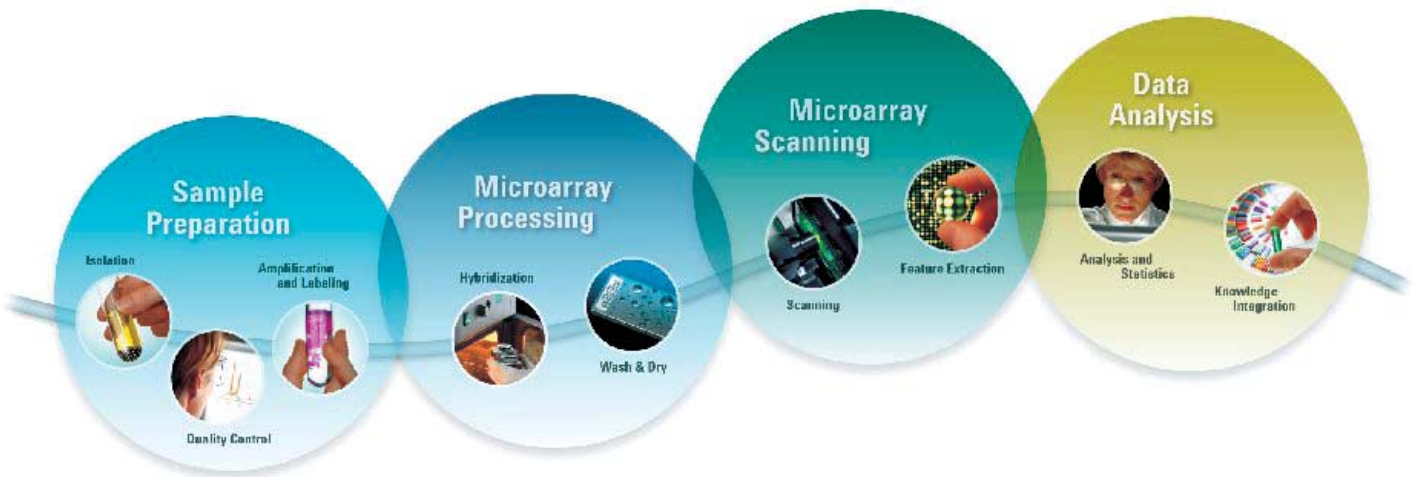 Sample
Preparation
Isolation
Amplification
and Labeling
Quality Control
Microarray
Processing
Hybridization
Wash & Dry
Microarray
Scanning
Scanning
Feature Extraction
Data
Analysis
Analysis and
Statistics
Knowledge
Integration